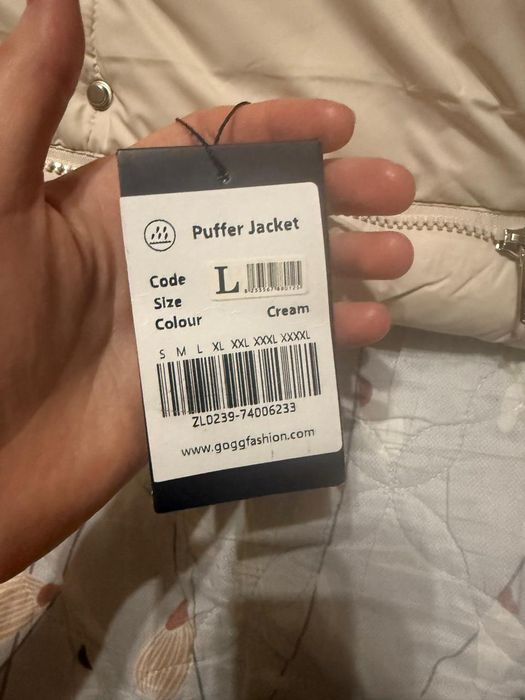 Puffer Jacket
Code
Size
L
Colour
Cream
S M L XL XXL XXXL XXXXL
ZL0239-74006233
www.goggfashion.com